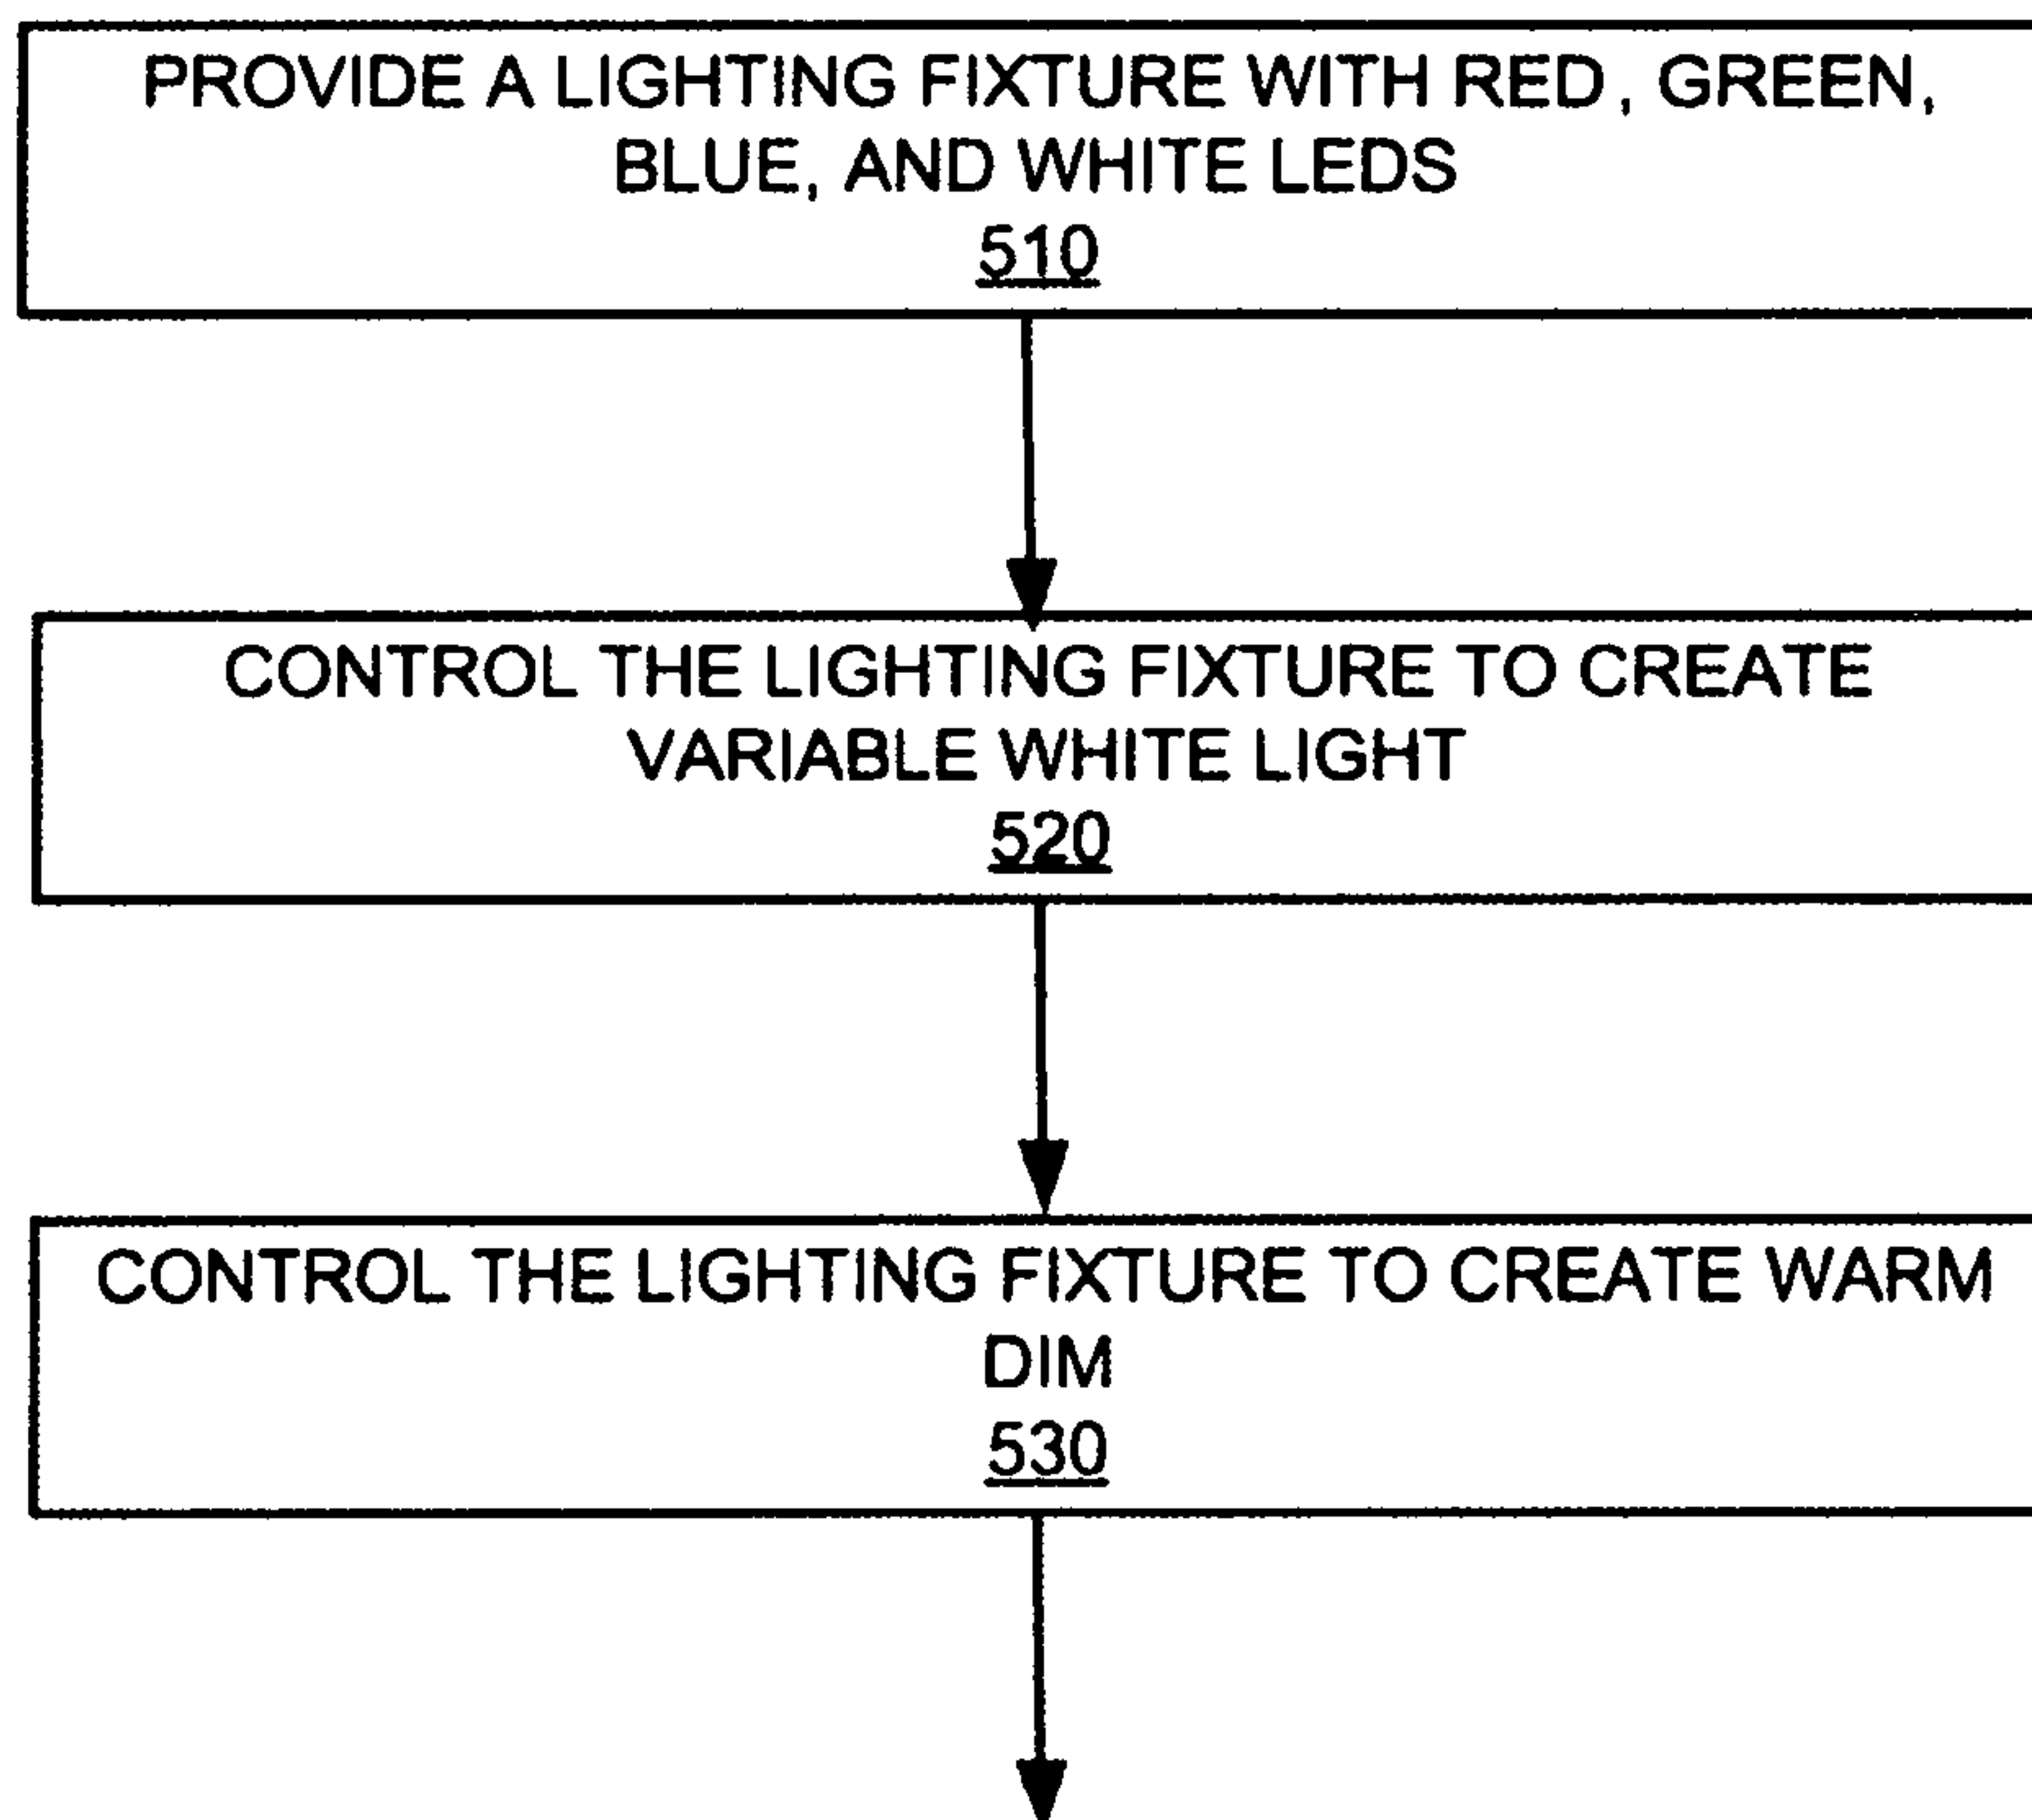 PROVIDE A LIGHTING FIXTURE WITH RED, GREEN,
BLUE, AND WHITE LEDS
510
CONTROL THE LIGHTING FIXTURE TO CREATE
VARIABLE WHITE LIGHT
520
CONTROL THE LIGHTING FIXTURE TO CREATE WARM
DIM
530